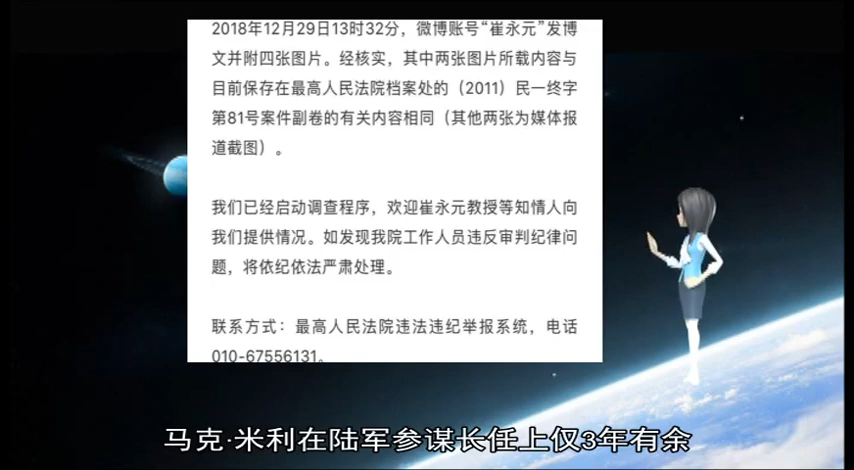 2018年12月29日13时32分，微博账号“崔永元”发博
文并附四张图片。经核实，其中两张图片所载内容与
目前保存在最高人民法院档案处的（2011）民一终字
第81号案件副卷的有关内容相同（其他两张为媒体报
道截图）。
我们已经启动调查程序，欢迎崔永元教授等知情人向
我们提供情况。如发现我院工作人员违反审判纪律问
题，将依纪依法严肃处理。
联系方式：最高人民法院违法违纪举报系统，电话
010-67556131。
马克·米利在陆军参谋长任上仅3年有余